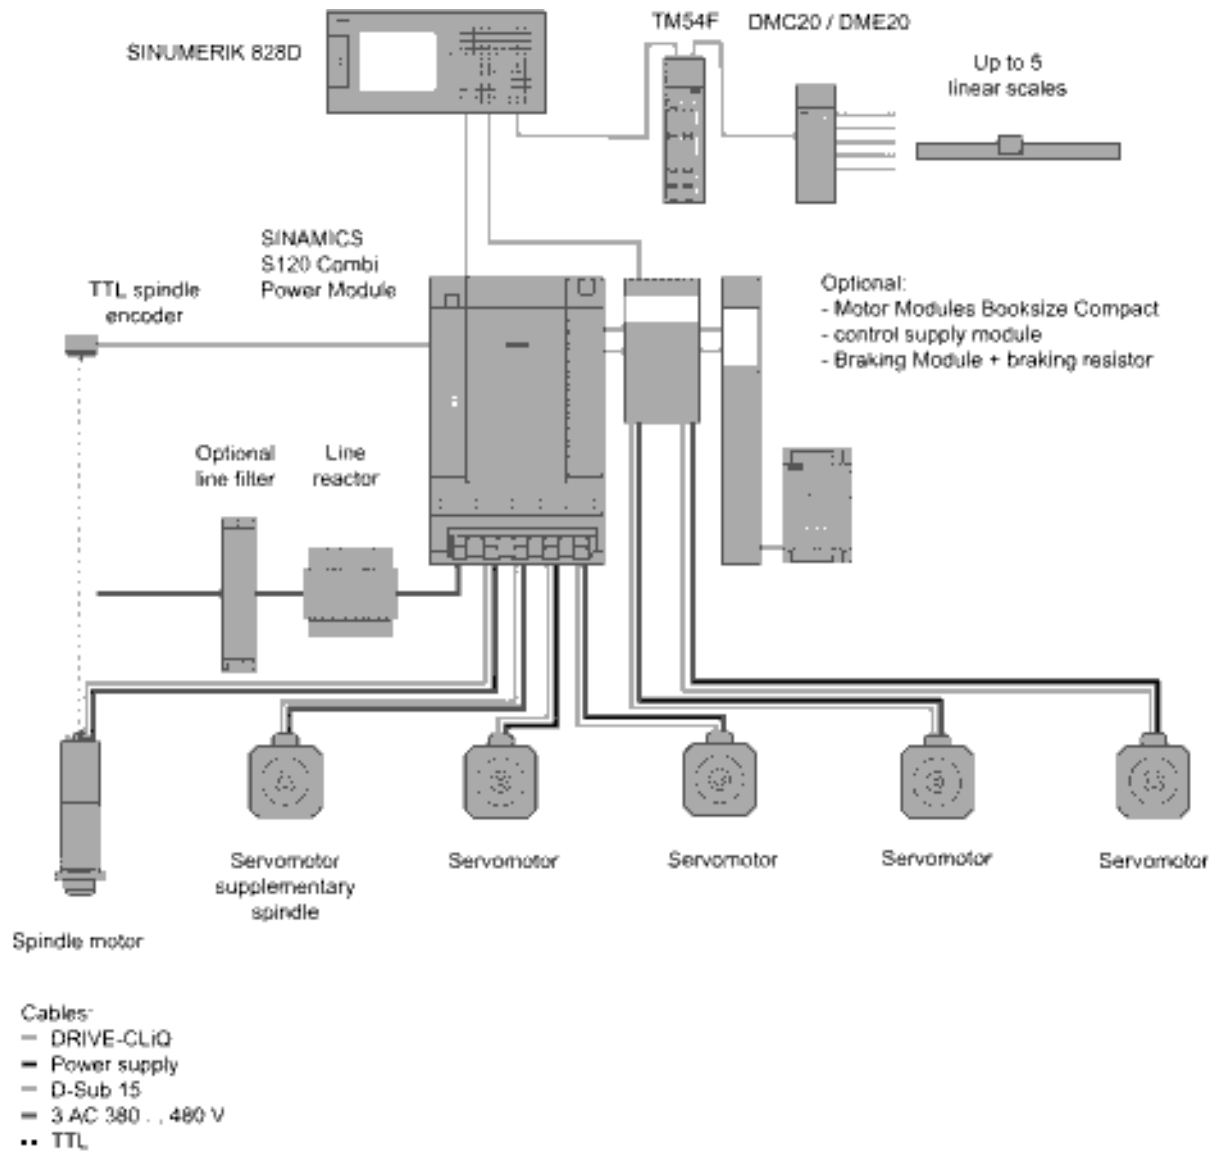 SINUMERIK 828D
TM54F
DMC20 / DME20
Up to 5
linear scales
SINAMICS
S120 Combi
Power Module
TTL spindle
encoder
Optional:
- Motor Modules Booksize Compact
- control supply module
- Braking Module + braking resistor
Optional
line filter
Line
reactor
Spindle motor
Servomotor
supplementary
spindle
Servomotor
Servomotor
Servomotor
Servomotor
Cables:
DRIVE-CLiQ
Power supply
D-Sub 15
3 AC 380 . . 480 V
TTL